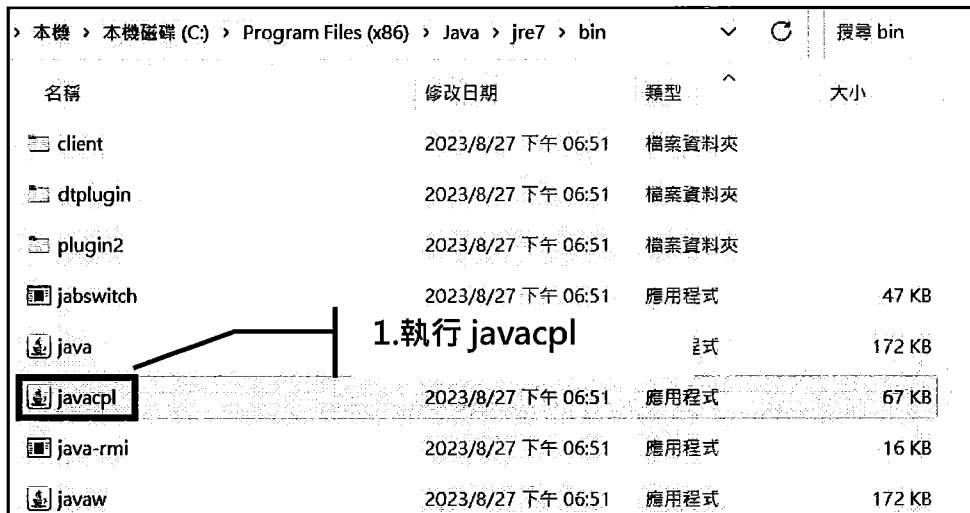 › 本機 › 本機磁碟 (C:) › Program Files (x86) › Java › jre7 › bin 搜尋 bin
名稱 修改日期 類型 大小
client 2023/8/27 下午 06:51 檔案資料夾
dtplugin 2023/8/27 下午 06:51 檔案資料夾
plugin2 2023/8/27 下午 06:51 檔案資料夾
jabswitch 2023/8/27 下午 06:51 應用程式 47 KB
1.執行 javacpl
java 程式 172 KB
javacpl 2023/8/27 下午 06:51 應用程式 67 KB
java-rmi 2023/8/27 下午 06:51 應用程式 16 KB
javaw 2023/8/27 下午 06:51 應用程式 172 KB